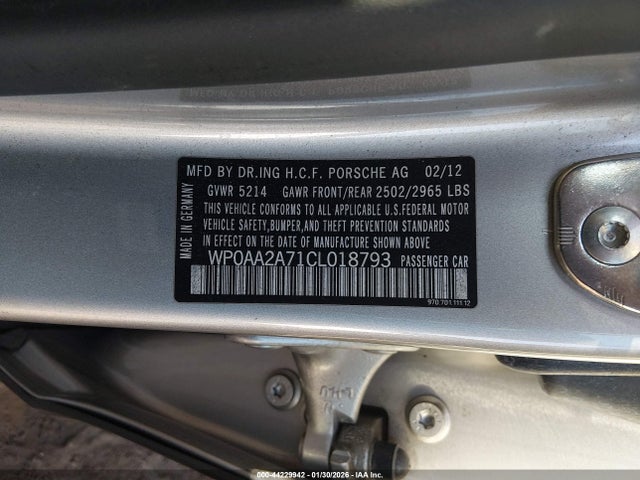 MFD BY DR.ING H.C.F. PORSCHE AG 02/12
GVWR 5214 GAWR FRONT/REAR 2502/2965 LBS
THIS VEHICLE CONFORMS TO ALL APPLICABLE U.S.FEDERAL MOTOR
VEHICLE SAFETY,BUMPER,AND THEFT PREVENTION STANDARDS
IN EFFECT ON THE DATE OF MANUFACTURE SHOWN ABOVE
WP0AA2A71CL018793 PASSENGER CAR
MADE IN GERMANY
970.701.111.12
000-44229942 | 01/30/2026 | IAA Inc.